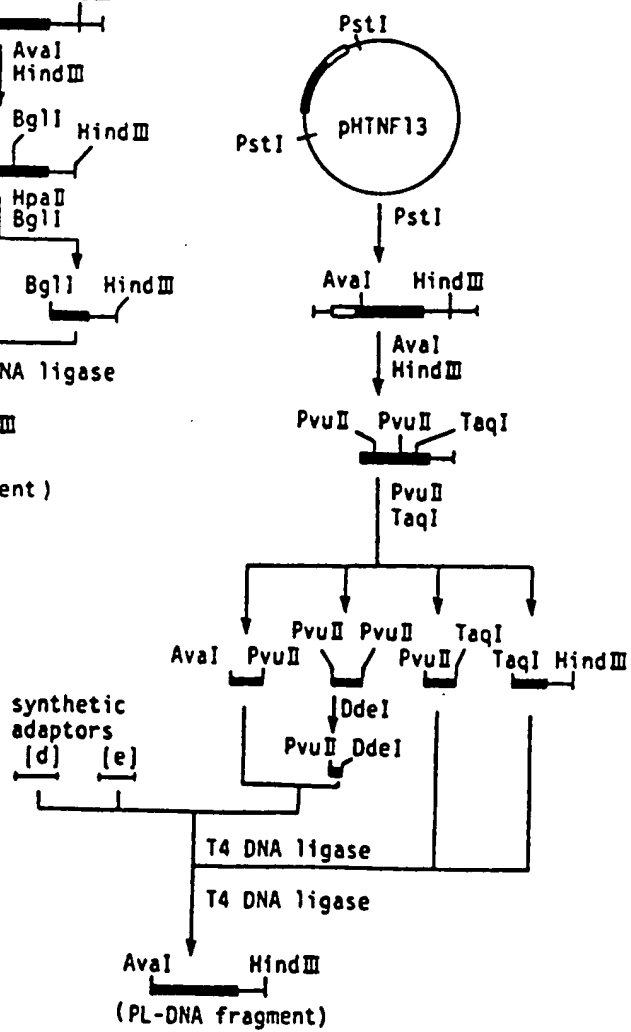 AvaI
HindⅢ
BglI
HindⅢ
HpaⅡ
BglI
BglI HindⅢ
NA ligase
Ⅲ
ent)
PstI
pHTNF13
PstI
PstI
AvaI HindⅢ
AvaI
HindⅢ
PvuⅡ PvuⅡ TaqI
PvuⅡ
TaqI
AvaI PvuⅡ
PvuⅡ PvuⅡ
PvuⅡ TaqI
TaqI HindⅢ
DdeI
PvuⅡ DdeI
synthetic
adaptors
[d] [e]
T4 DNA ligase
T4 DNA ligase
AvaI HindⅢ
(PL-DNA fragment)